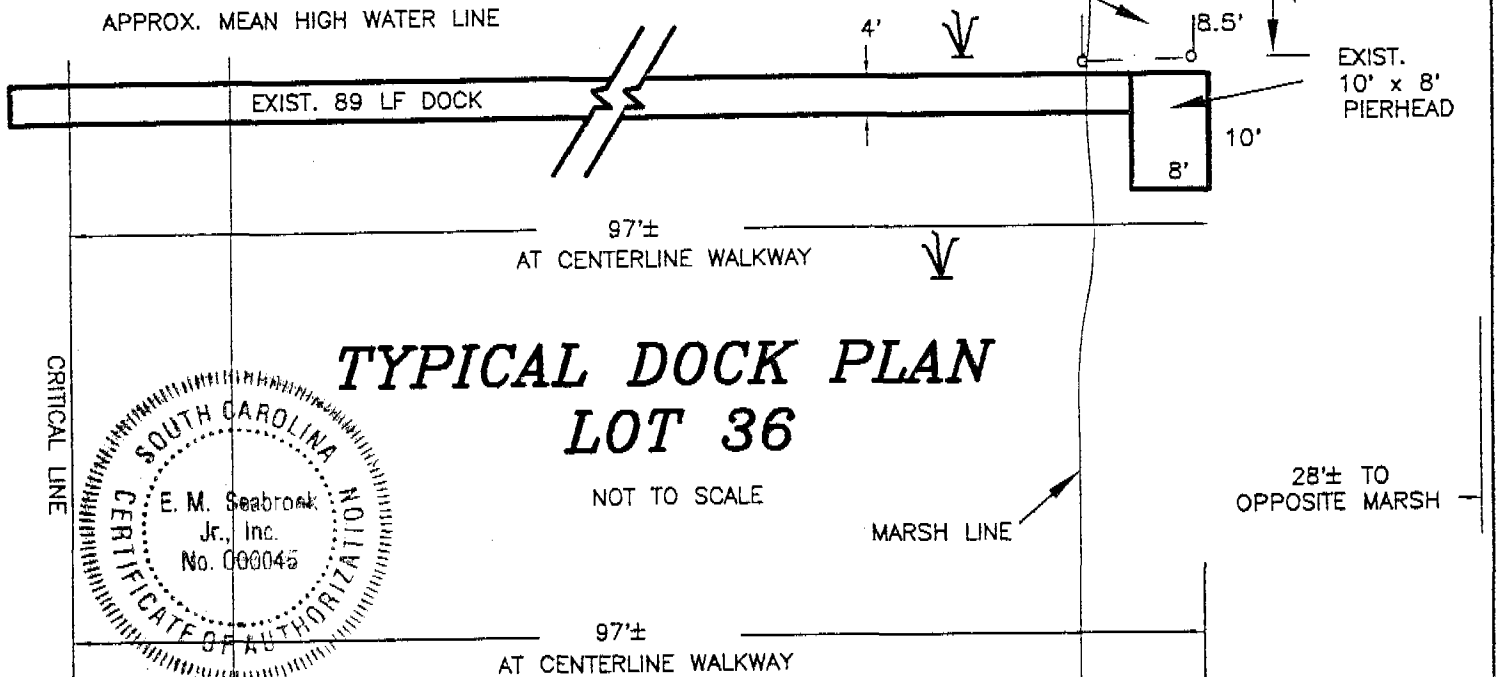 APPROX. MEAN HIGH WATER LINE
4'
8.5'
EXIST.
10' x 8'
PIERHEAD
EXIST. 89 LF DOCK
10'
8'
97'±
AT CENTERLINE WALKWAY
CRITICAL LINE
TYPICAL DOCK PLAN
LOT 36
NOT TO SCALE
SOUTH CAROLINA
CERTIFICATE OF AUTHORIZATION
E. M. Seabrook
Jr., Inc.
No. 000045
MARSH LINE
28'± TO
OPPOSITE MARSH
97'±
AT CENTERLINE WALKWAY